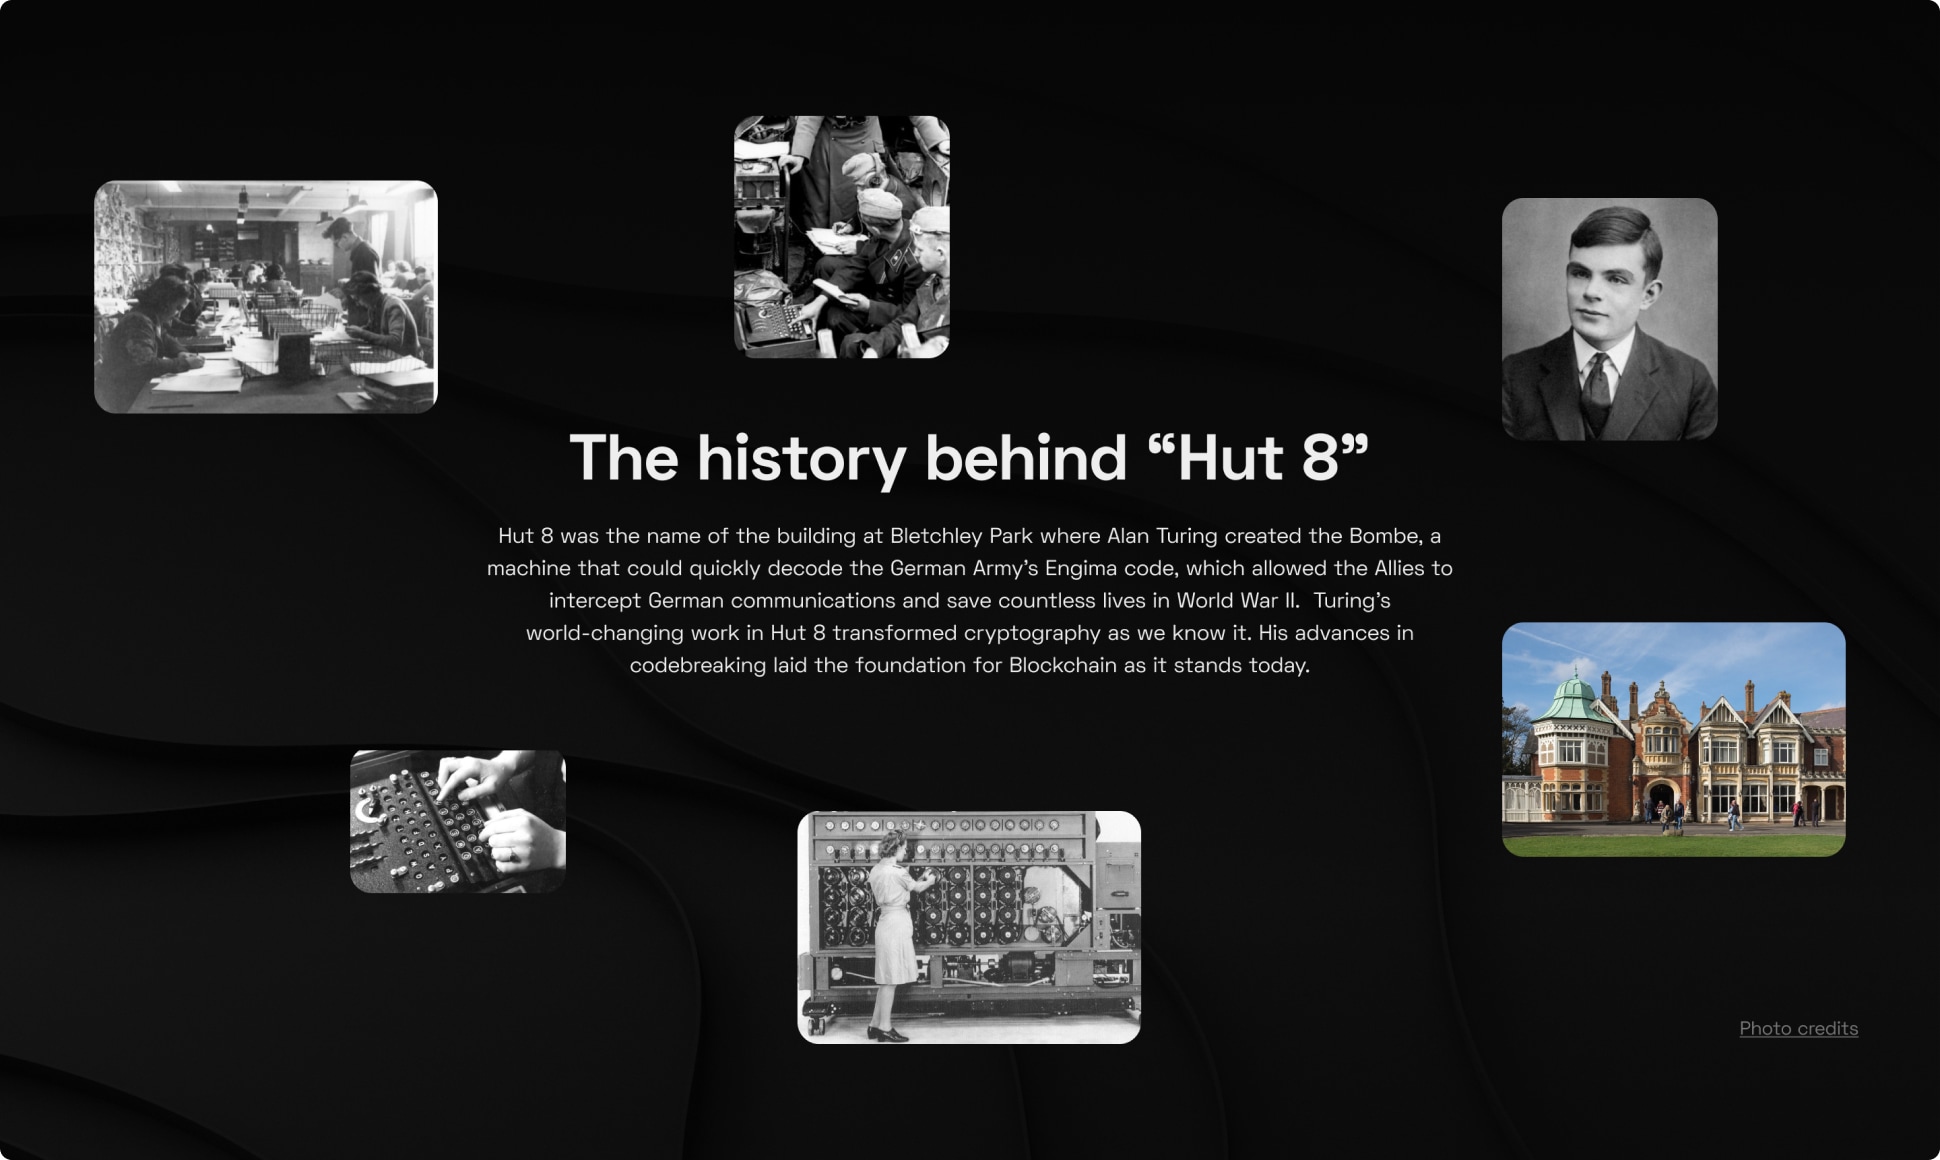 The history behind “Hut 8”
Hut 8 was the name of the building at Bletchley Park where Alan Turing created the Bombe, a
machine that could quickly decode the German Army’s Engima code, which allowed the Allies to
intercept German communications and save countless lives in World War II.  Turing’s
world-changing work in Hut 8 transformed cryptography as we know it. His advances in
codebreaking laid the foundation for Blockchain as it stands today.
Photo credits